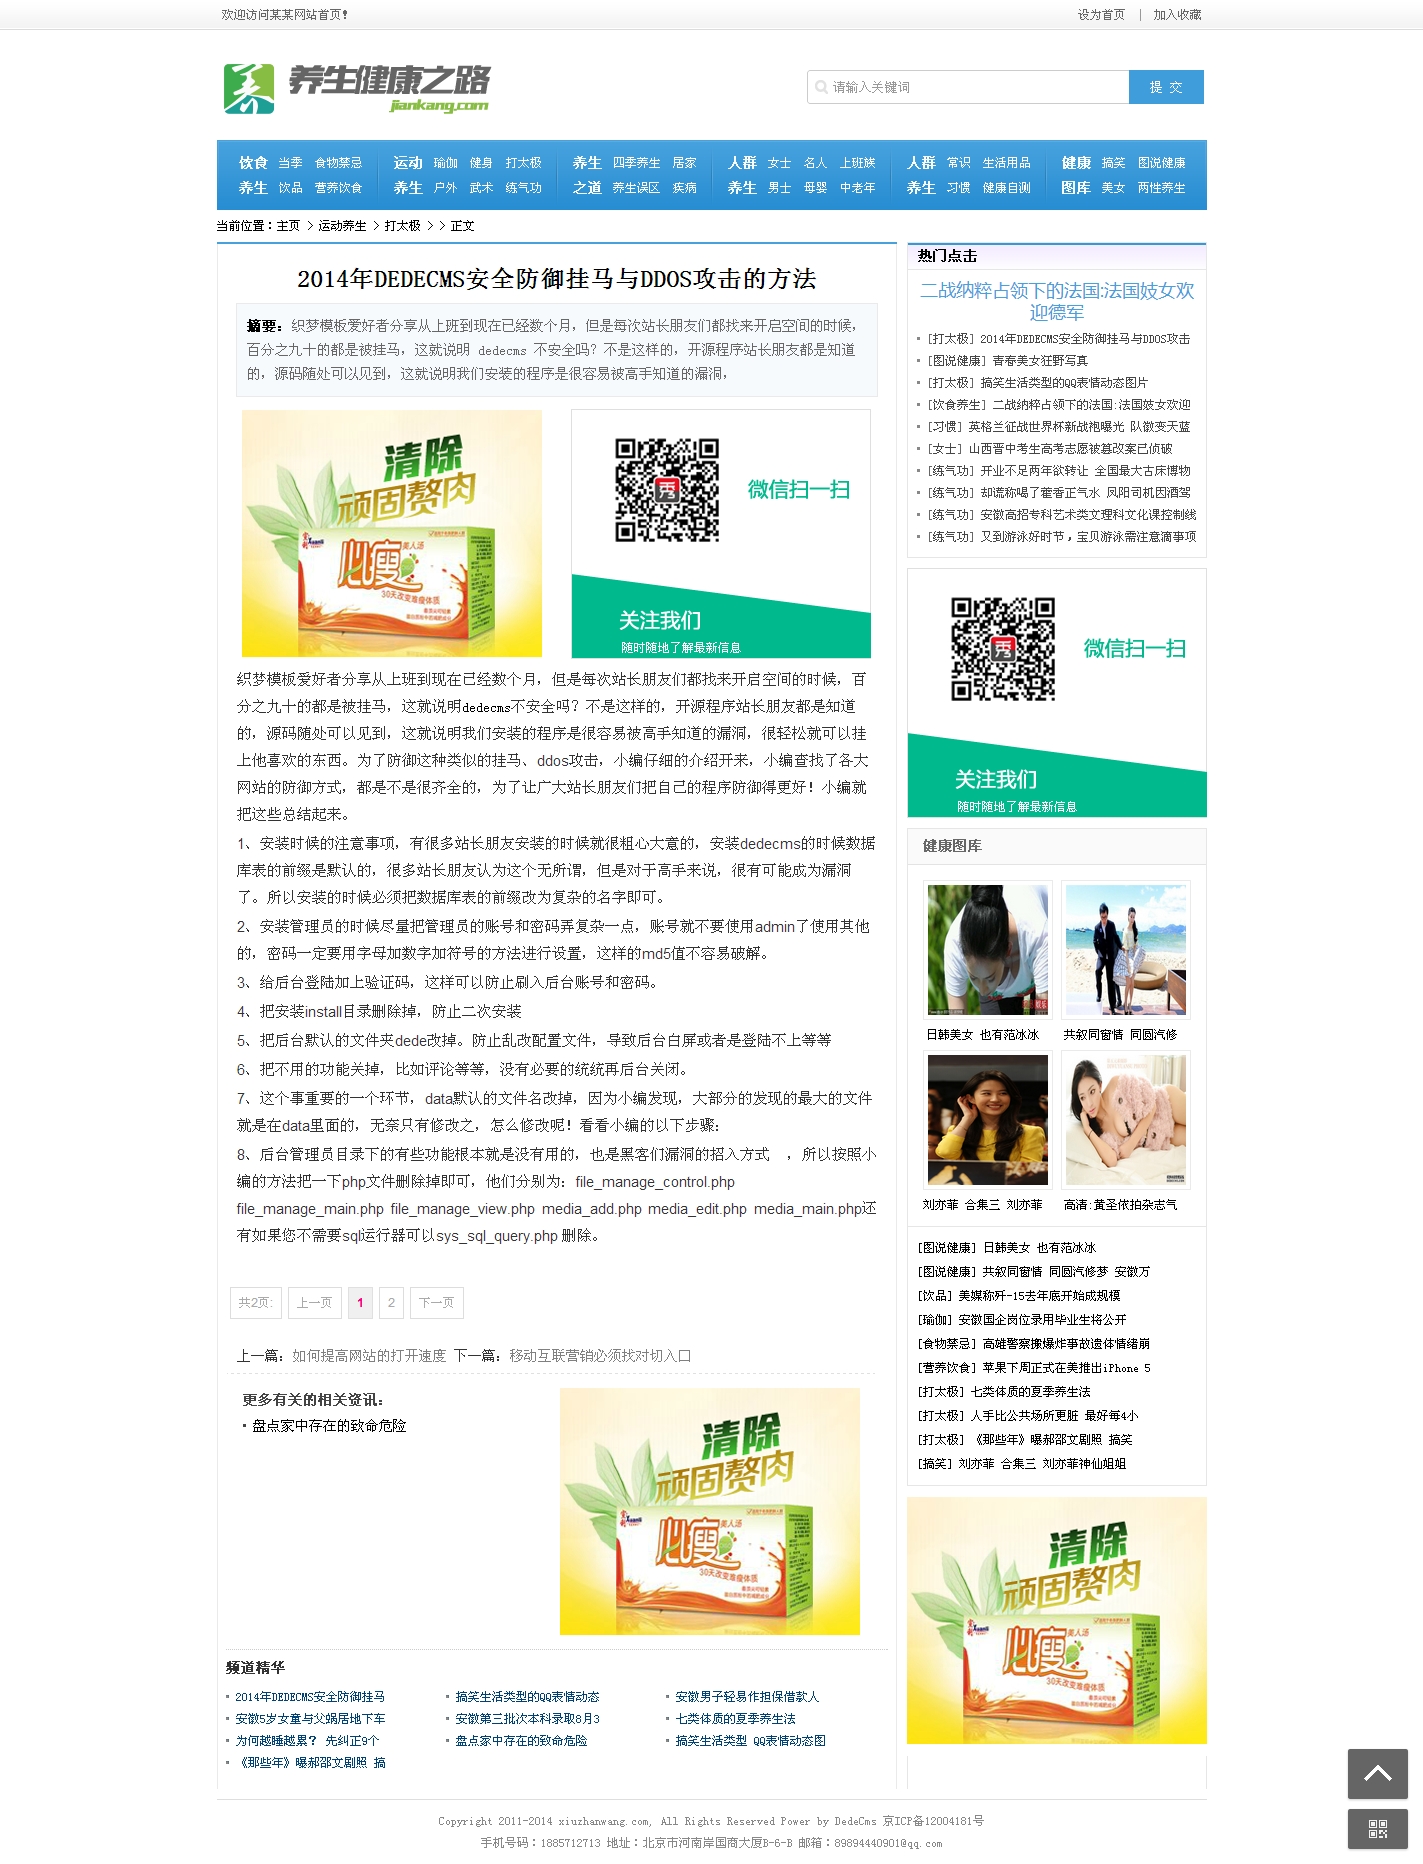 欢迎访问某某网站首页!
设为首页 | 加入收藏
养生健康之路
jiankang.com
请输入关键词
提 交
饮食 当季 食物禁忌
养生 饮品 营养饮食
运动 瑜伽 健身 打太极
养生 户外 武术 练气功
养生 四季养生 居家
之道 养生误区 疾病
人群 女士 名人 上班族
养生 男士 母婴 中老年
人群 常识 生活用品
养生 习惯 健康自测
健康 搞笑 图说健康
图库 美女 两性养生
当前位置:主页 > 运动养生 > 打太极 > > 正文
2014年DEDECMS安全防御挂马与DDOS攻击的方法
摘要: 织梦模板爱好者分享从上班到现在已经数个月，但是每次站长朋友们都找来开启空间的时候，
百分之九十的都是被挂马，这就说明 dedecms 不安全吗？不是这样的，开源程序站长朋友都是知道
的，源码随处可以见到，这就说明我们安装的程序是很容易被高手知道的漏洞，
清除
顽固赘肉
美人汤
必瘦
30天改变难瘦体质
微信扫一扫
关注我们
随时随地了解最新信息
织梦模板爱好者分享从上班到现在已经数个月，但是每次站长朋友们都找来开启空间的时候，百
分之九十的都是被挂马，这就说明dedecms不安全吗？不是这样的，开源程序站长朋友都是知道
的，源码随处可以见到，这就说明我们安装的程序是很容易被高手知道的漏洞，很轻松就可以挂
上他喜欢的东西。为了防御这种类似的挂马、ddos攻击，小编仔细的介绍开来，小编查找了各大
网站的防御方式，都是不是很齐全的，为了让广大站长朋友们把自己的程序防御得更好！小编就
把这些总结起来。
1、安装时候的注意事项，有很多站长朋友安装的时候就很粗心大意的，安装dedecms的时候数据
库表的前缀是默认的，很多站长朋友认为这个无所谓，但是对于高手来说，很有可能成为漏洞
了。所以安装的时候必须把数据库表的前缀改为复杂的名字即可。
2、安装管理员的时候尽量把管理员的账号和密码弄复杂一点，账号就不要使用admin了使用其他
的，密码一定要用字母加数字加符号的方法进行设置，这样的md5值不容易破解。
3、给后台登陆加上验证码，这样可以防止刷入后台账号和密码。
4、把安装install目录删除掉，防止二次安装
5、把后台默认的文件夹dede改掉。防止乱改配置文件，导致后台白屏或者是登陆不上等等
6、把不用的功能关掉，比如评论等等，没有必要的统统再后台关闭。
7、这个事重要的一个环节，data默认的文件名改掉，因为小编发现，大部分的发现的最大的文件
就是在data里面的，无奈只有修改之，怎么修改呢！看看小编的以下步骤：
8、后台管理员目录下的有些功能根本就是没有用的，也是黑客们漏洞的招入方式 ，所以按照小
编的方法把一下php文件删除掉即可，他们分别为：file_manage_control.php
file_manage_main.php file_manage_view.php media_add.php media_edit.php media_main.php还
有如果您不需要sql运行器可以sys_sql_query.php 删除。
共2页: 上一页 1 2 下一页
上一篇：如何提高网站的打开速度 下一篇：移动互联营销必须找对切入口
更多有关的相关资讯：
盘点家中存在的致命危险
清除
顽固赘肉
美人汤
必瘦
30天改变难瘦体质
频道精华
2014年DEDECMS安全防御挂马
搞笑生活类型的QQ表情动态
安徽男子轻易作担保借款人
安徽5岁女童与父蜗居地下车
安徽第三批次本科录取8月3
七类体质的夏季养生法
为何越睡越累? 先纠正9个
盘点家中存在的致命危险
搞笑生活类型 QQ表情动态图
《那些年》曝郝邵文剧照 搞
热门点击
二战纳粹占领下的法国:法国妓女欢
迎德军
[打太极] 2014年DEDECMS安全防御挂马与DDOS攻击
[图说健康] 青春美女狂野写真
[打太极] 搞笑生活类型的QQ表情动态图片
[饮食养生] 二战纳粹占领下的法国:法国妓女欢迎
[习惯] 英格兰征战世界杯新战袍曝光 队徽变天蓝
[女士] 山西晋中考生高考志愿被篡改案已侦破
[练气功] 开业不足两年欲转让 全国最大古床博物
[练气功] 却谎称喝了藿香正气水 凤阳司机因酒驾
[练气功] 安徽高招专科艺术类文理科文化课控制线
[练气功] 又到游泳好时节，宝贝游泳需注意滴事项
微信扫一扫
关注我们
随时随地了解最新信息
健康图库
日韩美女 也有范冰冰
共叙同窗情 同圆汽修
刘亦菲 合集三 刘亦菲
高清:黄圣依拍杂志气
[图说健康] 日韩美女 也有范冰冰
[图说健康] 共叙同窗情 同圆汽修梦 安徽万
[饮品] 美媒称歼-15去年底开始成规模
[瑜伽] 安徽国企岗位录用毕业生将公开
[食物禁忌] 高雄警察搬爆炸事故遗体情绪崩
[营养饮食] 苹果下周正式在美推出iPhone 5
[打太极] 七类体质的夏季养生法
[打太极] 人手比公共场所更脏 最好每4小
[打太极] 《那些年》曝郝邵文剧照 搞笑
[搞笑] 刘亦菲 合集三 刘亦菲神仙姐姐
清除
顽固赘肉
美人汤
必瘦
30天改变难瘦体质
Copyright 2011-2014 xiuzhanwang.com, All Rights Reserved Power by DedeCms 京ICP备12004181号
手机号码：1885712713 地址：北京市河南岸国商大厦B-6-B 邮箱：89894440901@qq.com